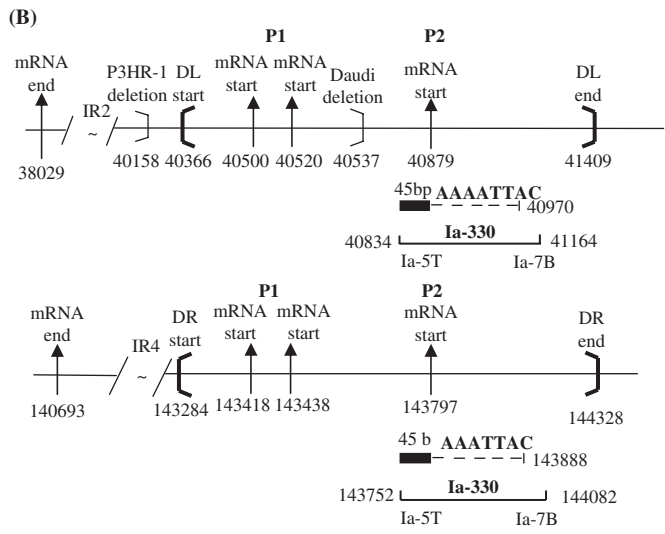 (B)
P1 P2
mRNA end
P3HR-1 deletion
DL start
mRNA start
mRNA start
Daudi deletion
mRNA start
DL end
IR2
~
38029 40158 40366 40500 40520 40537 40879 41409
45bp AAAATTAC 40970
40834 Ia-330 41164
Ia-5T Ia-7B
P1 P2
mRNA end
DR start
mRNA start
mRNA start
mRNA start
DR end
IR4
~
140693 143284 143418 143438 143797 144328
45 b AAATTAC 143888
143752 Ia-330 144082
Ia-5T Ia-7B